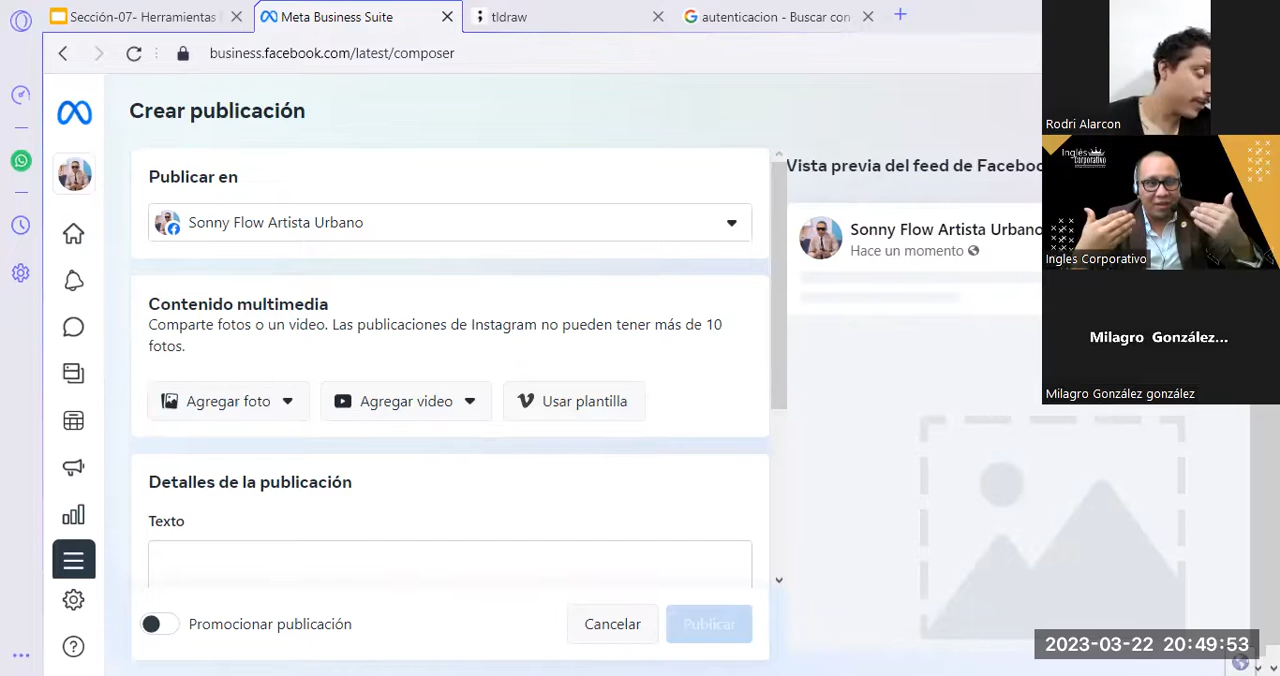 Sección-07- Herramientas
Meta Business Suite
tldraw
autenticacion - Buscar con
business.facebook.com/latest/composer
Crear publicación
Publicar en
Sonny Flow Artista Urbano
Contenido multimedia
Comparte fotos o un video. Las publicaciones de Instagram no pueden tener más de 10
fotos.
Agregar foto
Agregar video
Usar plantilla
Detalles de la publicación
Texto
Promocionar publicación
Cancelar
Publicar
Vista previa del feed de Facebo
Sonny Flow Artista Urbano
Hace un momento
Rodri Alarcon
Inglés
Corporativo
Ingles Corporativo
Milagro González...
Milagro González gonzález
2023-03-22 20:49:53